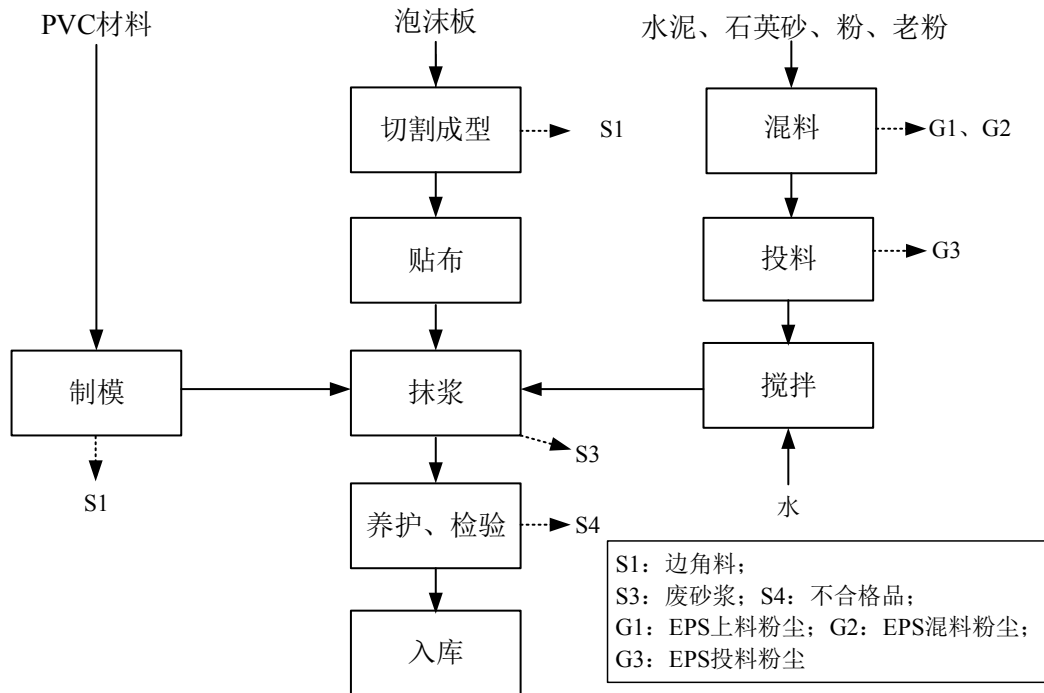 PVC材料
泡沫板
水泥、石英砂、粉、老粉
切割成型
S1
混料
G1、G2
贴布
投料
G3
制模
抹浆
搅拌
S3
S1
养护、检验
S4
水
入库
S1：边角料；
S3：废砂浆；S4：不合格品；
G1：EPS上料粉尘；G2：EPS混料粉尘；
G3：EPS投料粉尘